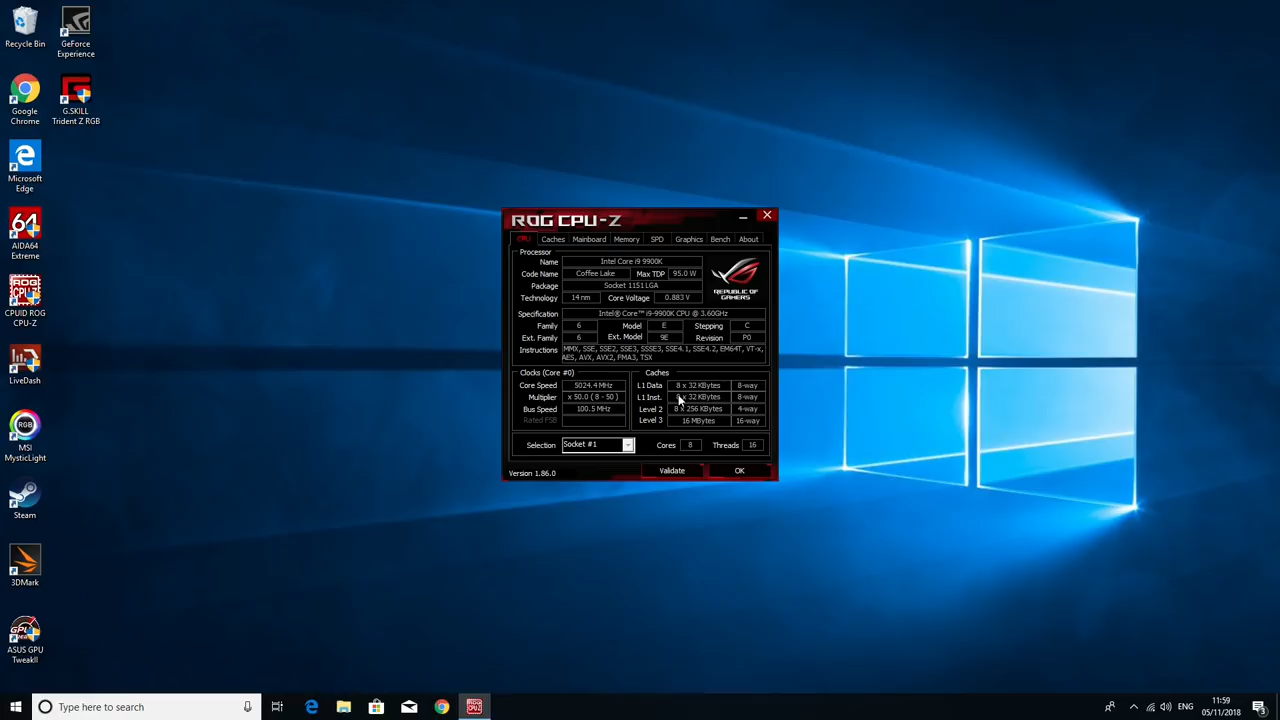 Recycle Bin
GeForce Experience
Google Chrome
G.SKILL Trident Z RGB
Microsoft Edge
64
AIDA64 Extreme
ROG CPU-Z
CPUID ROG CPU-Z
LiveDash
RGB
MSI MysticLight
Steam
3DMark
GPU
ASUS GPU TweakII
ROG CPU-Z
CPU Caches Mainboard Memory SPD Graphics Bench About
Processor
Name Intel Core i9 9900K
Code Name Coffee Lake Max TDP 95.0 W
Package Socket 1151 LGA
Technology 14 nm Core Voltage 0.883 V
REPUBLIC OF GAMERS
Specification Intel® Core™ i9-9900K CPU @ 3.60GHz
Family 6 Model E Stepping C
Ext. Family 6 Ext. Model 9E Revision P0
Instructions MMX, SSE, SSE2, SSE3, SSSE3, SSE4.1, SSE4.2, EM64T, VT-x,
AES, AVX, AVX2, FMA3, TSX
Clocks (Core #0) Caches
Core Speed 5024.4 MHz L1 Data 8 x 32 KBytes 8-way
Multiplier x 50.0 ( 8 - 50 ) L1 Inst. 8 x 32 KBytes 8-way
Bus Speed 100.5 MHz Level 2 8 x 256 KBytes 4-way
Rated FSB Level 3 16 MBytes 16-way
Selection Socket #1 Cores 8 Threads 16
Version 1.86.0 Validate OK
Type here to search
ROG CPU-Z
ENG
11:59
05/11/2018
3